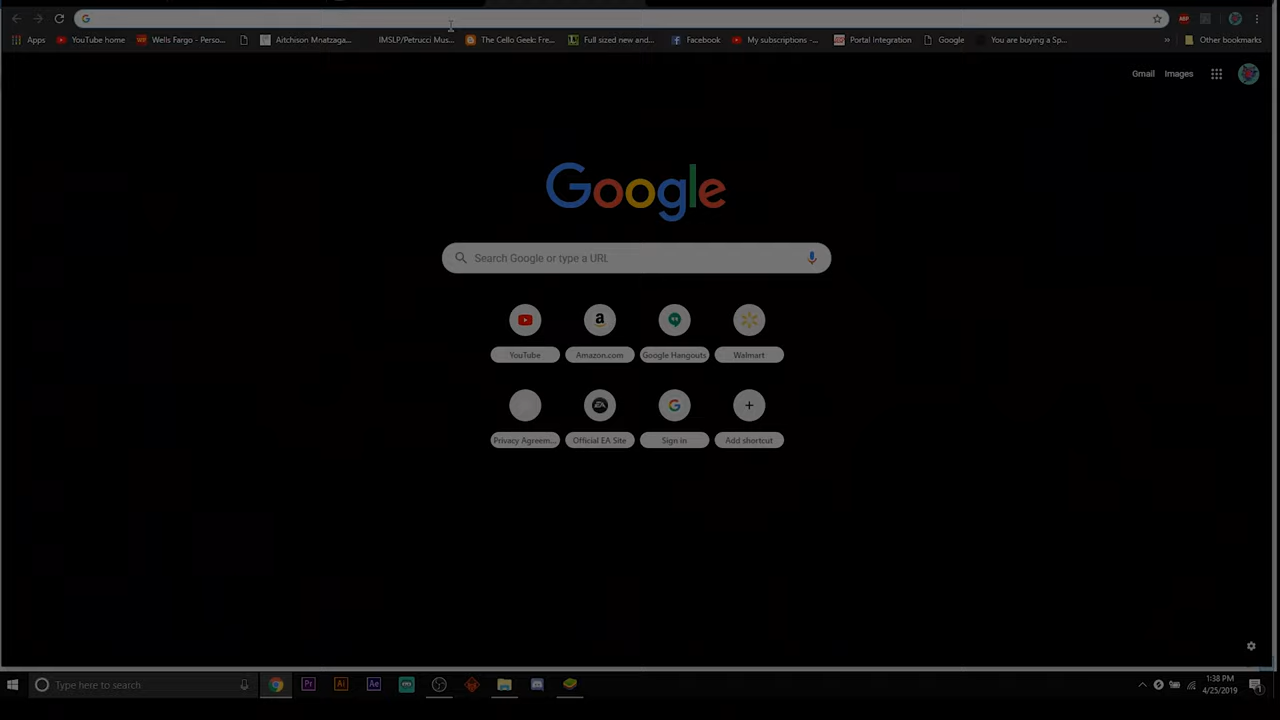 Apps YouTube home Wells Fargo - Perso... Aitchison Mnatzaga... IMSLP/Petrucci Mus... The Cello Geek: Fre... Full sized new and... Facebook My subscriptions -... Portal Integration Google You are buying a Sp... » Other bookmarks
Gmail Images
Google
Search Google or type a URL
YouTube Amazon.com Google Hangouts Walmart
Privacy Agreem... Official EA Site Sign in Add shortcut
Type here to search Pr Ai Ae 1:38 PM
4/25/2019